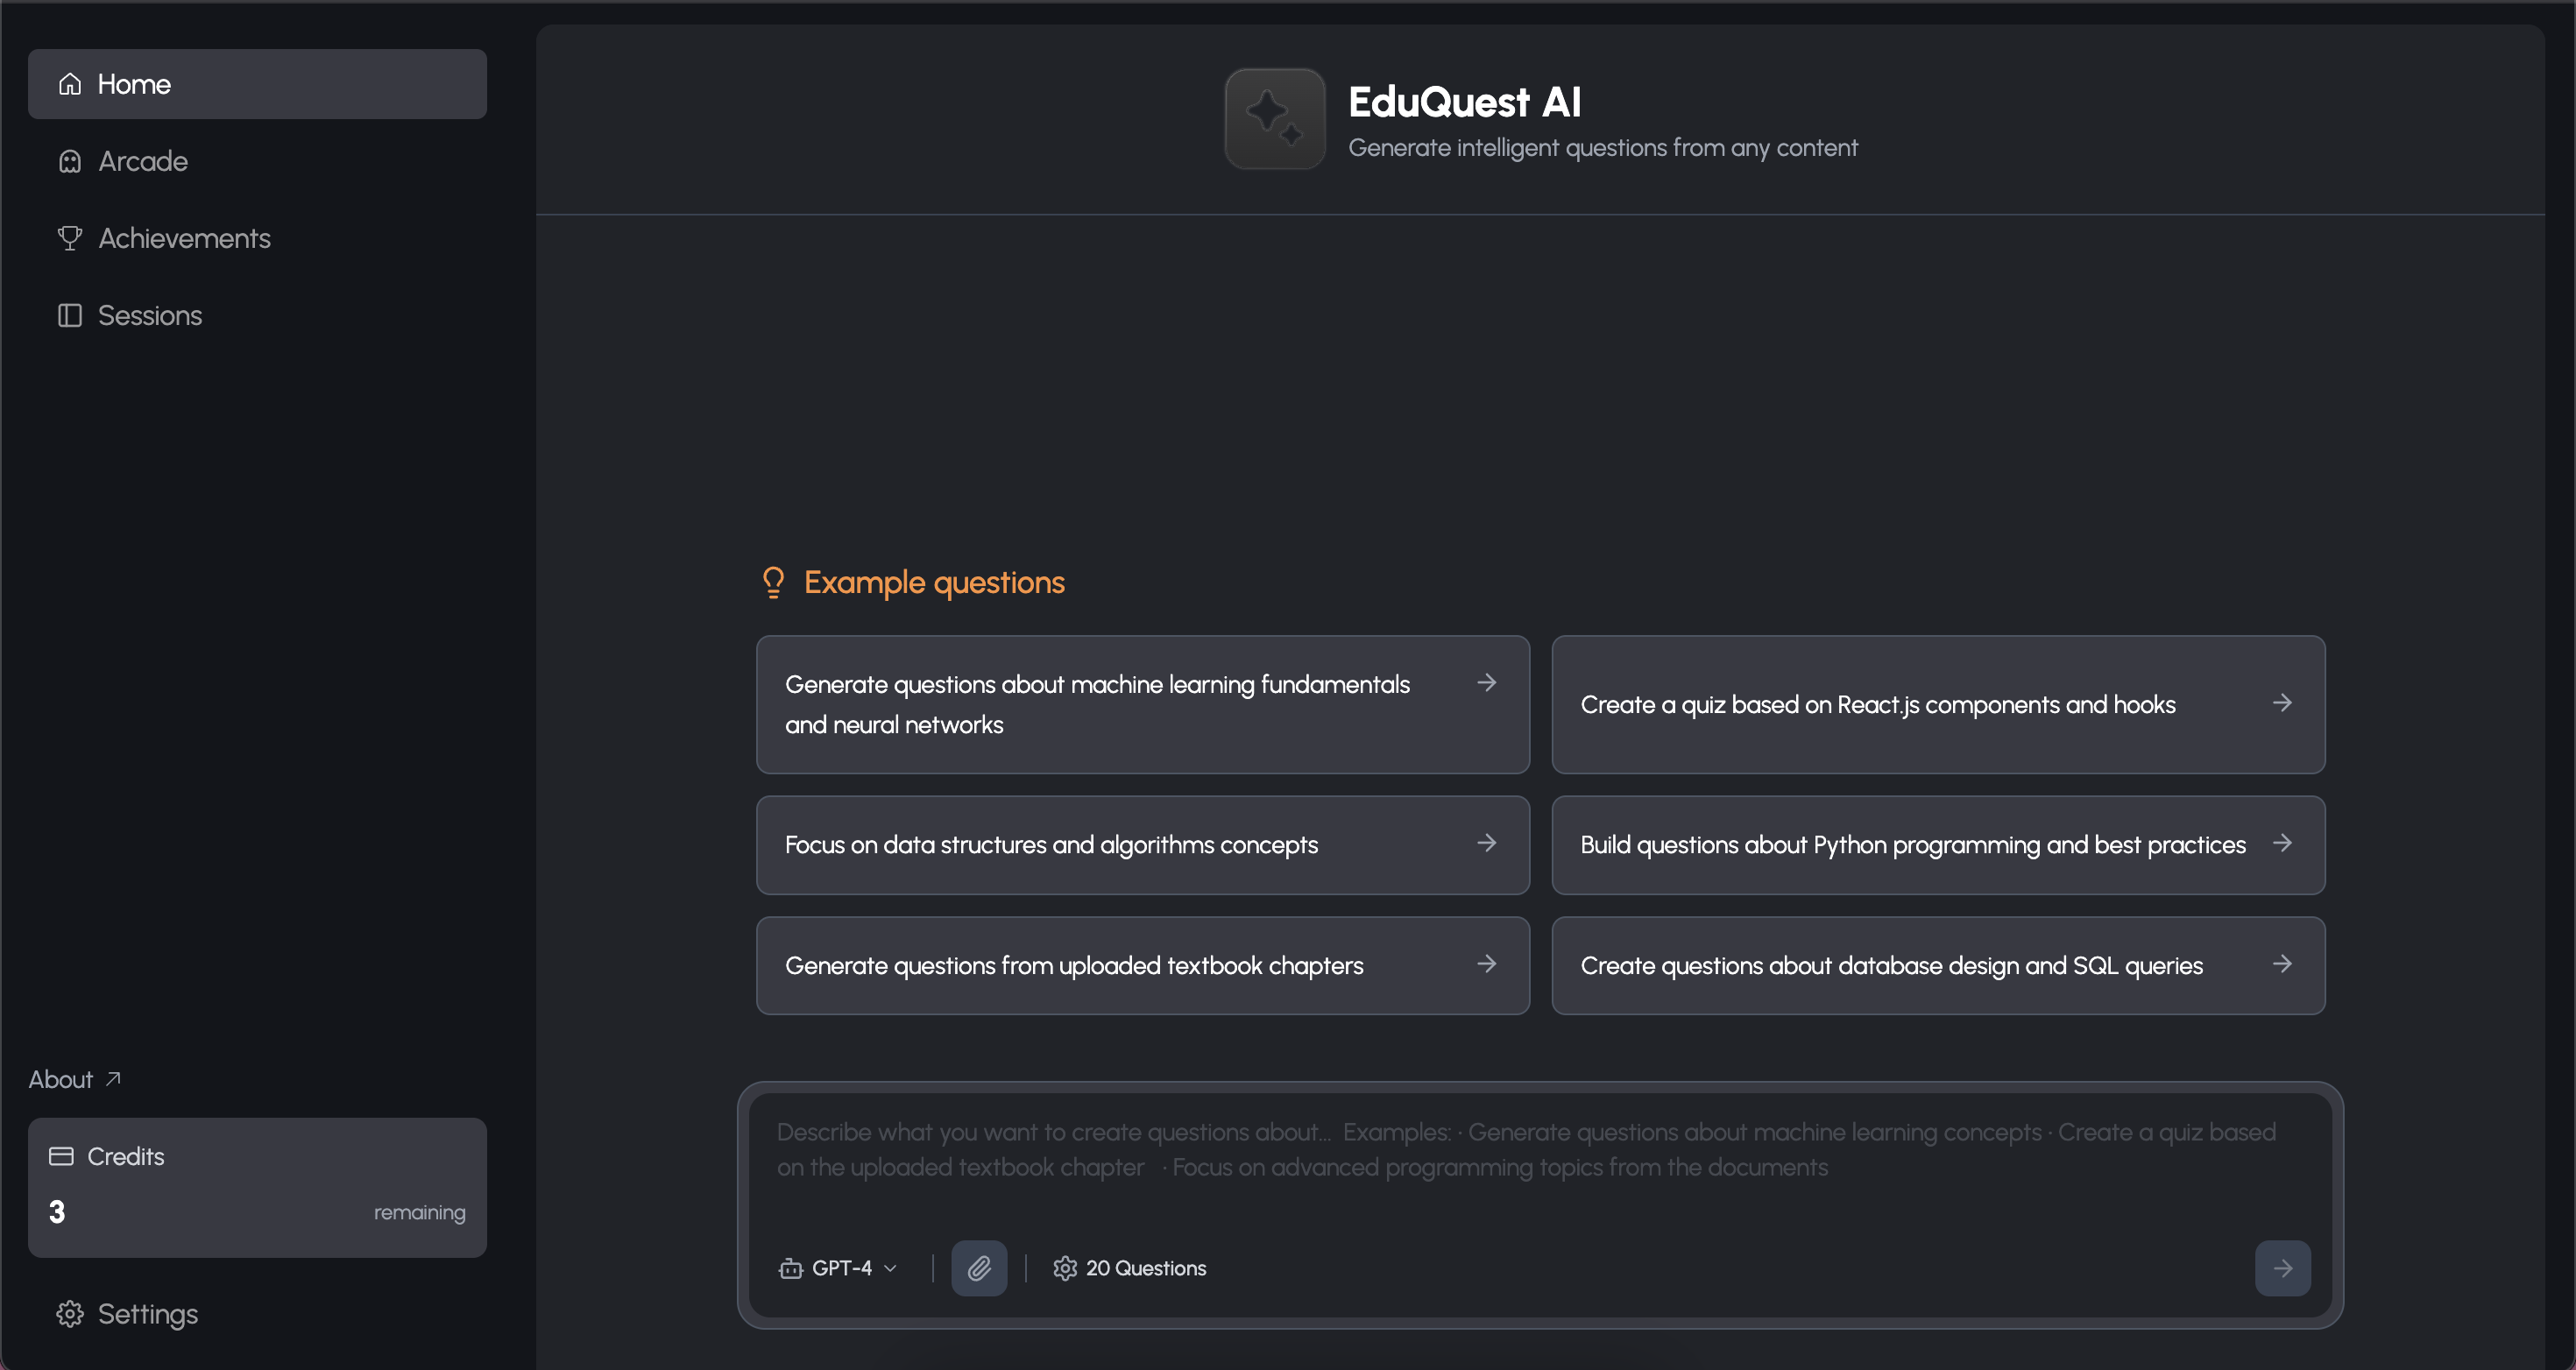 Home
Arcade
Achievements
Sessions
About
Credits
3
remaining
Settings
EduQuest AI
Generate intelligent questions from any content
Example questions
Generate questions about machine learning fundamentals
and neural networks
Create a quiz based on React.js components and hooks
Focus on data structures and algorithms concepts
Build questions about Python programming and best practices
Generate questions from uploaded textbook chapters
Create questions about database design and SQL queries
Describe what you want to create questions about... Examples: · Generate questions about machine learning concepts · Create a quiz based
on the uploaded textbook chapter · Focus on advanced programming topics from the documents
GPT-4
20 Questions